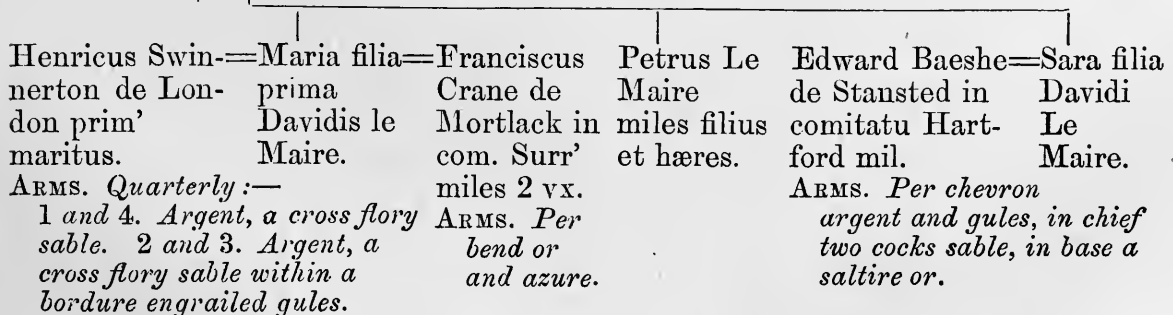 Henricus Swin-=Maria filia=Franciscus
nerton de Lon- prima Crane de
don prim' Davidis le Mortlack in
maritus. Maire. com. Surr'
miles 2 vx.
ARMS. Quarterly:—
1 and 4. Argent, a cross flory
sable. 2 and 3. Argent, a
cross flory sable within a
bordure engrailed gules.
ARMS. Per
bend or
and azure.
Petrus Le
Maire
miles filius
et hæres.
Edward Baeshe=Sara filia
de Stansted in Davidi
comitatu Hart- Le
ford mil. Maire.
ARMS. Per chevron
argent and gules, in chief
two cocks sable, in base a
saltire or.